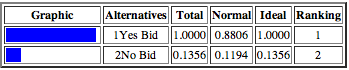 Graphic Alternatives Total Normal Ideal Ranking
1Yes Bid 1.0000 0.8806 1.0000 1
2No Bid 0.1356 0.1194 0.1356 2